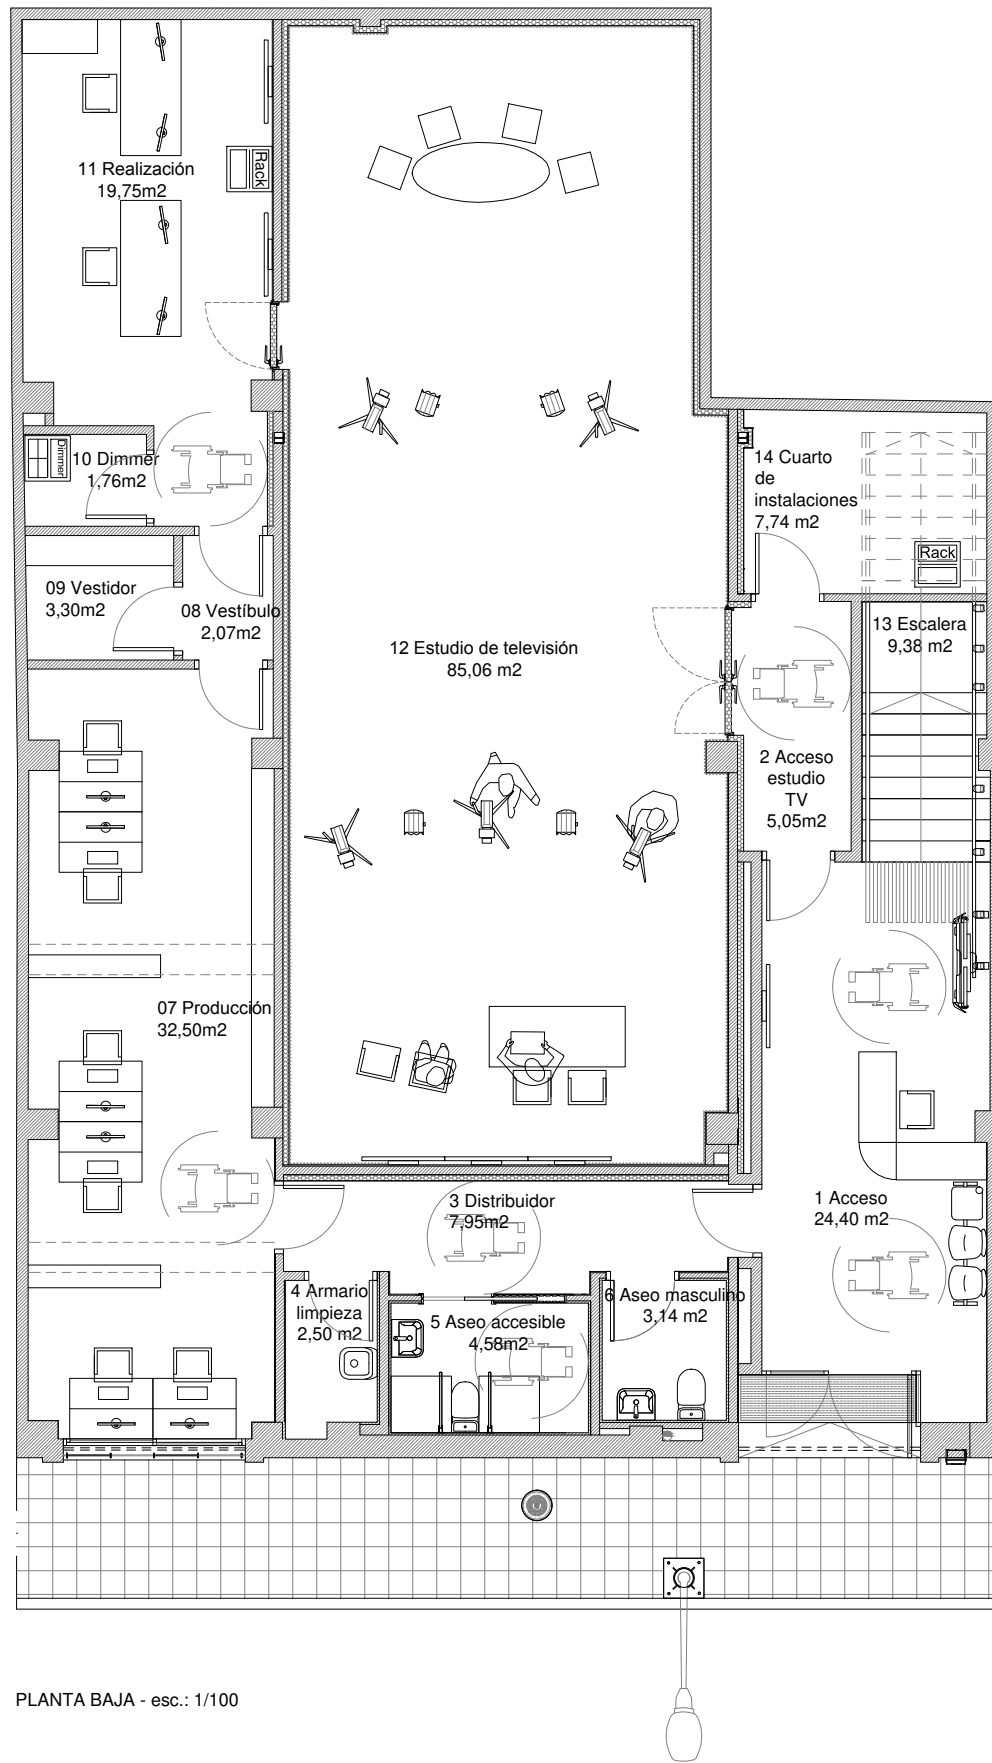 11 Realización
19,75m2
Rack
Dimmer
10 Dimmer
1,76m2
14 Cuarto
de
instalaciones
7,74 m2
Rack
09 Vestidor
3,30m2
08 Vestíbulo
2,07m2
12 Estudio de televisión
85,06 m2
13 Escalera
9,38 m2
2 Acceso
estudio
TV
5,05m2
07 Producción
32,50m2
3 Distribuidor
7,95m2
1 Acceso
24,40 m2
4 Armario
limpieza
2,50 m2
5 Aseo accesible
4,58m2
6 Aseo masculino
3,14 m2
PLANTA BAJA - esc.: 1/100